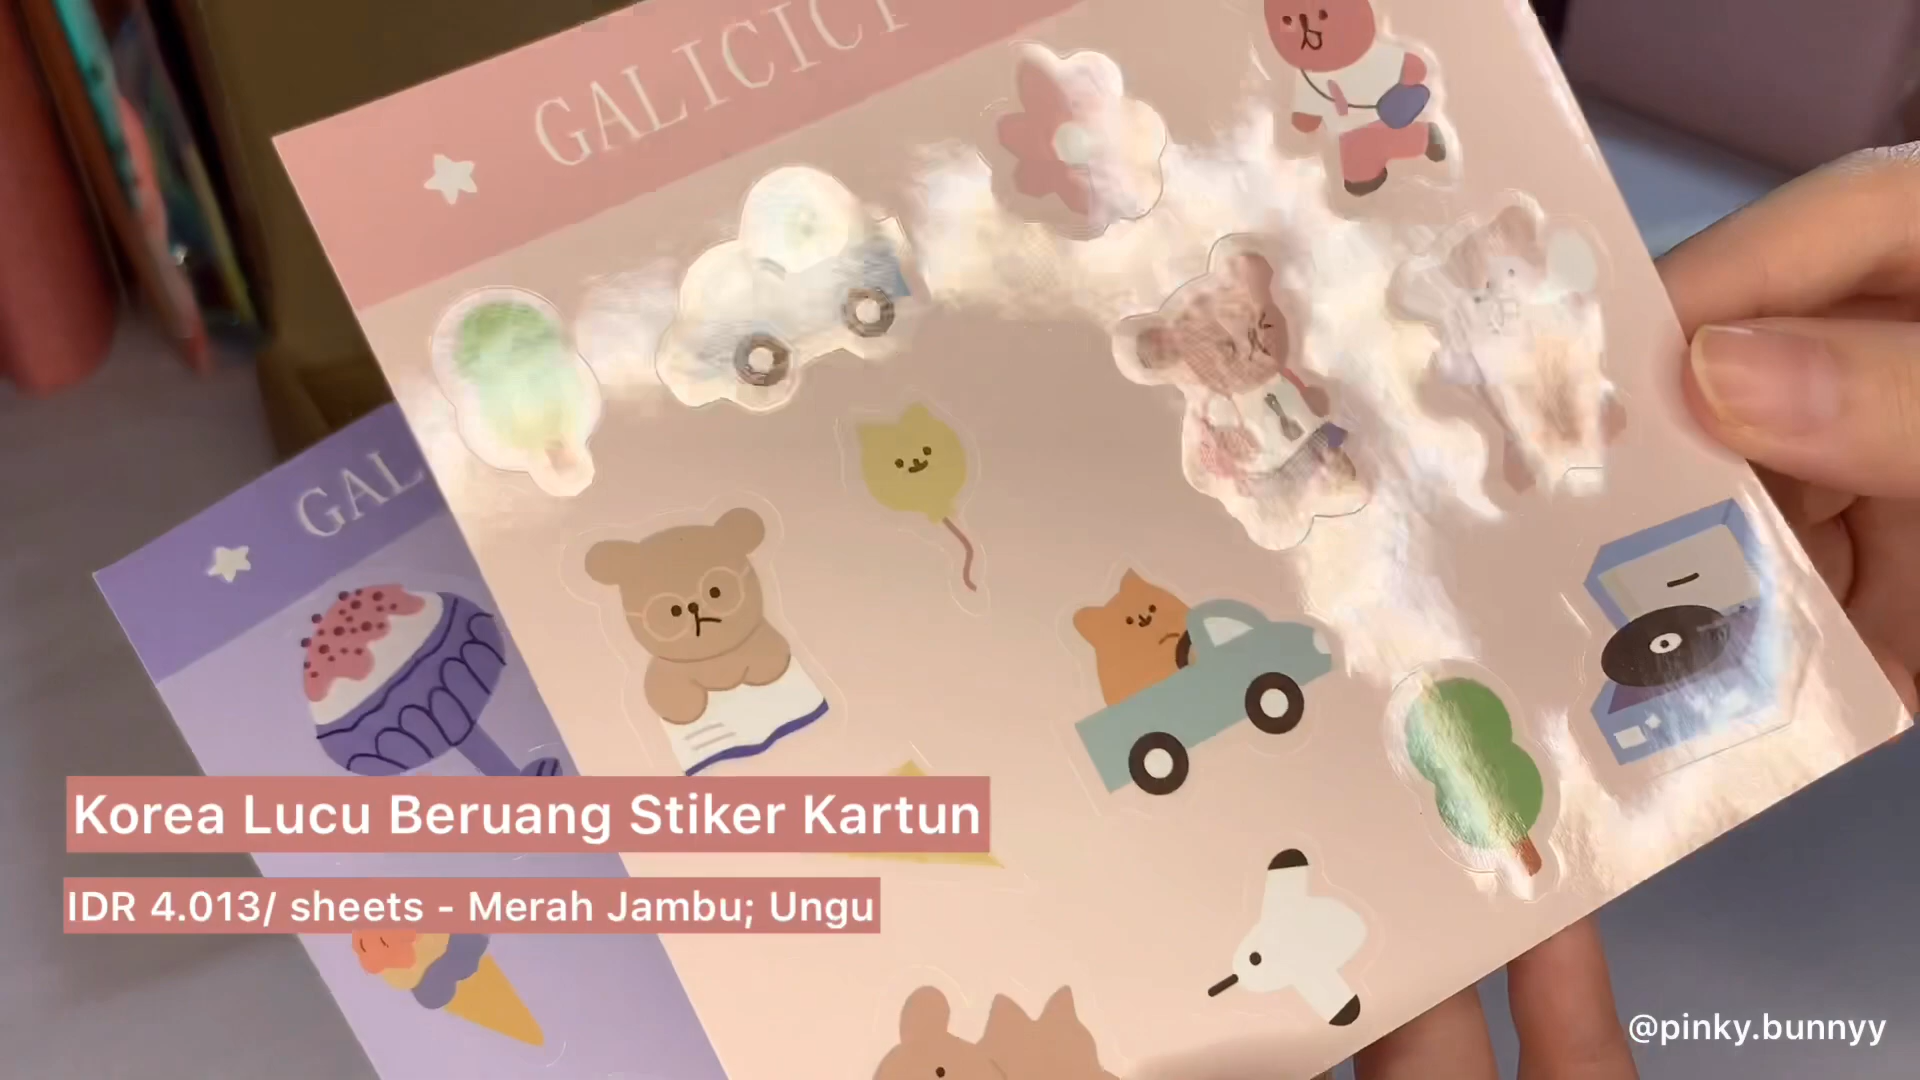 GALICICI
GAL
Korea Lucu Beruang Stiker Kartun
IDR 4.013/ sheets - Merah Jambu; Ungu
@pinky.bunnyy